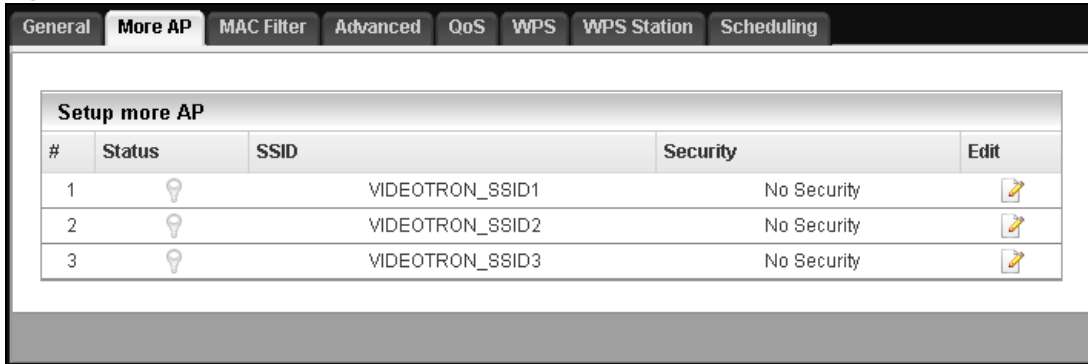 General More AP MAC Filter Advanced QoS WPS WPS Station Scheduling
Setup more AP
# Status SSID Security Edit
1 VIDEOTRON_SSID1 No Security
2 VIDEOTRON_SSID2 No Security
3 VIDEOTRON_SSID3 No Security